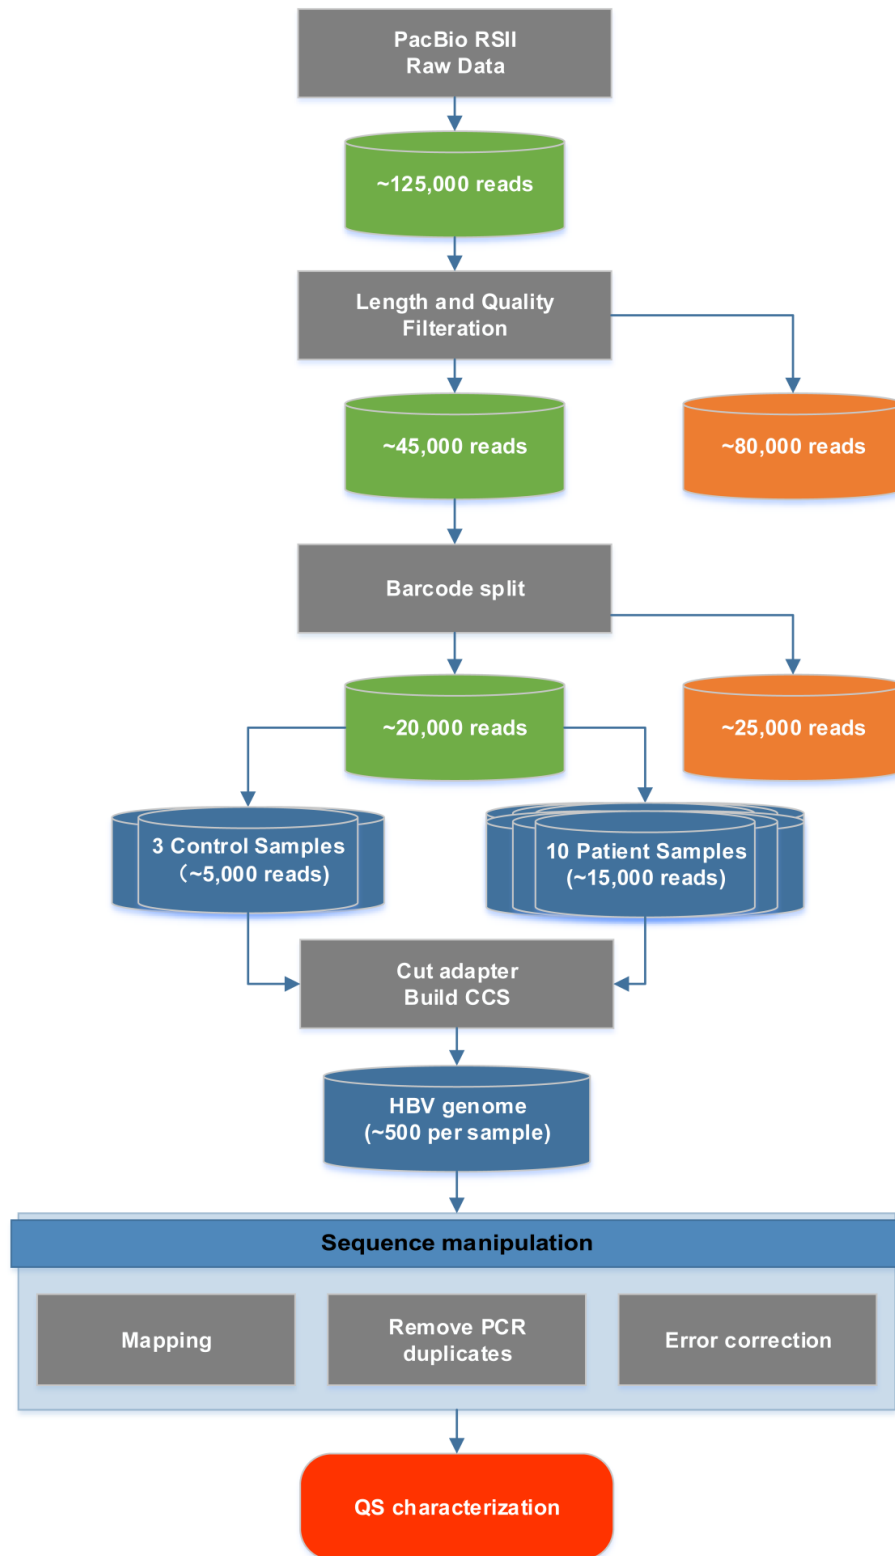 PacBio RSII
Raw Data
~125,000 reads
Length and Quality
Filteration
~45,000 reads
~80,000 reads
Barcode split
~20,000 reads
~25,000 reads
3 Control Samples
（~5,000 reads)
10 Patient Samples
(~15,000 reads)
Cut adapter
Build CCS
HBV genome
(~500 per sample)
Sequence manipulation
Mapping
Remove PCR
duplicates
Error correction
QS characterization